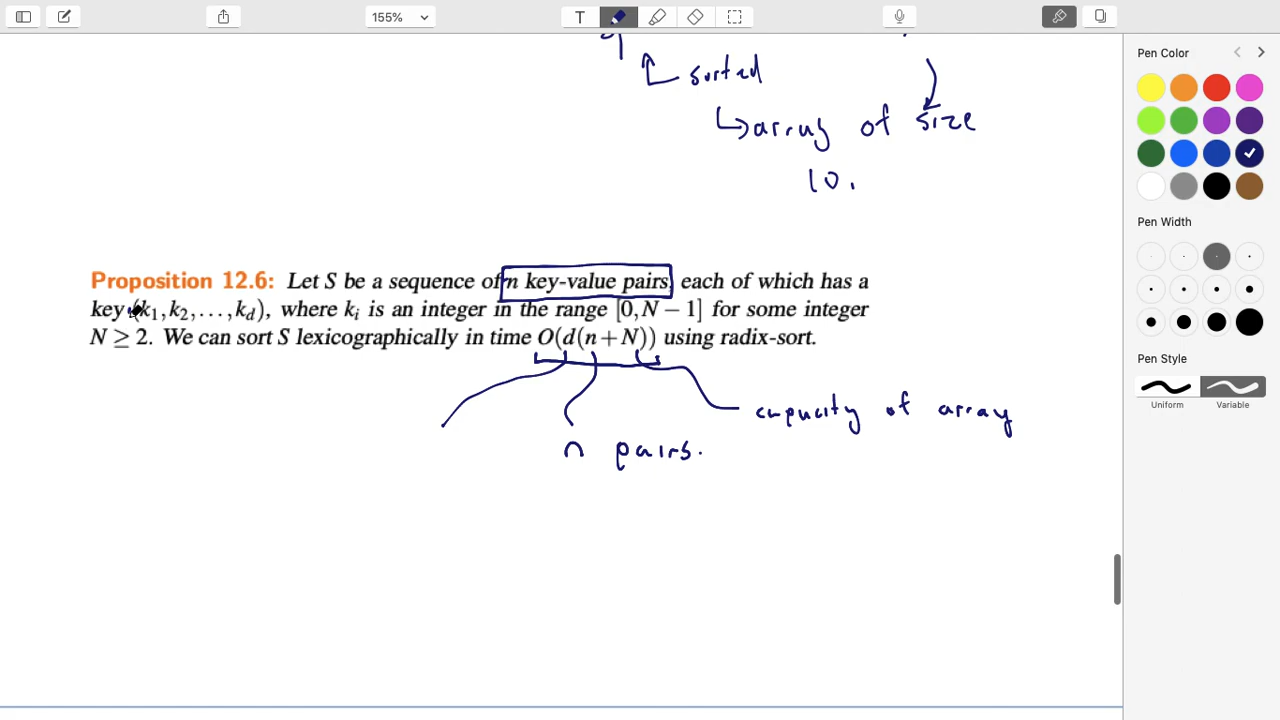 155%
T
sorted
array of size
10.
Proposition 12.6: Let S be a sequence of n key-value pairs, each of which has a
key (k₁, k₂, ..., k_d), where kᵢ is an integer in the range [0, N − 1] for some integer
N ≥ 2. We can sort S lexicographically in time O(d(n+N)) using radix-sort.
capacity of array
n pairs.
Pen Color
Pen Width
Pen Style
Uniform
Variable